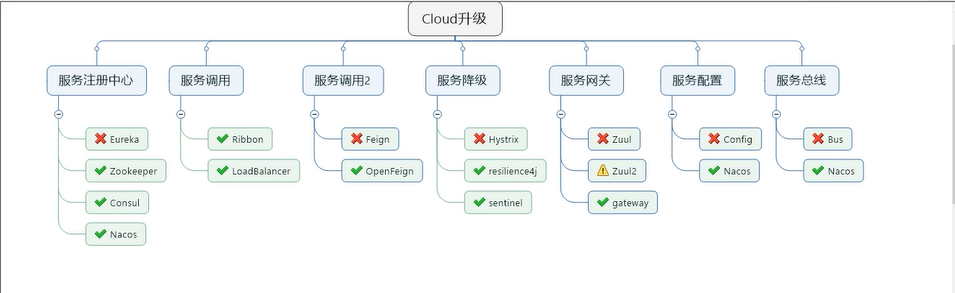 Cloud升级
服务注册中心
Eureka
Zookeeper
Consul
Nacos
服务调用
Ribbon
LoadBalancer
服务调用2
Feign
OpenFeign
服务降级
Hystrix
resilience4j
sentinel
服务网关
Zuul
Zuul2
gateway
服务配置
Config
Nacos
服务总线
Bus
Nacos